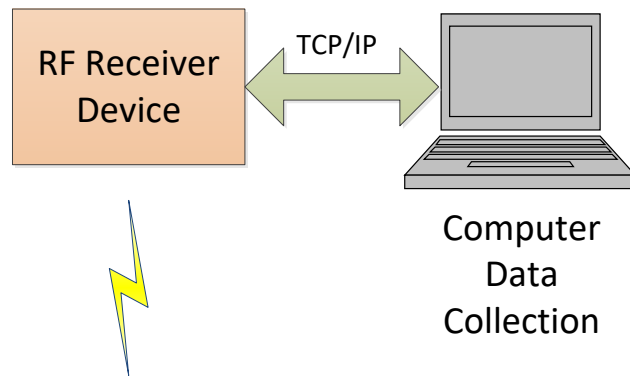 RF Receiver
Device
TCP/IP
Computer
Data
Collection